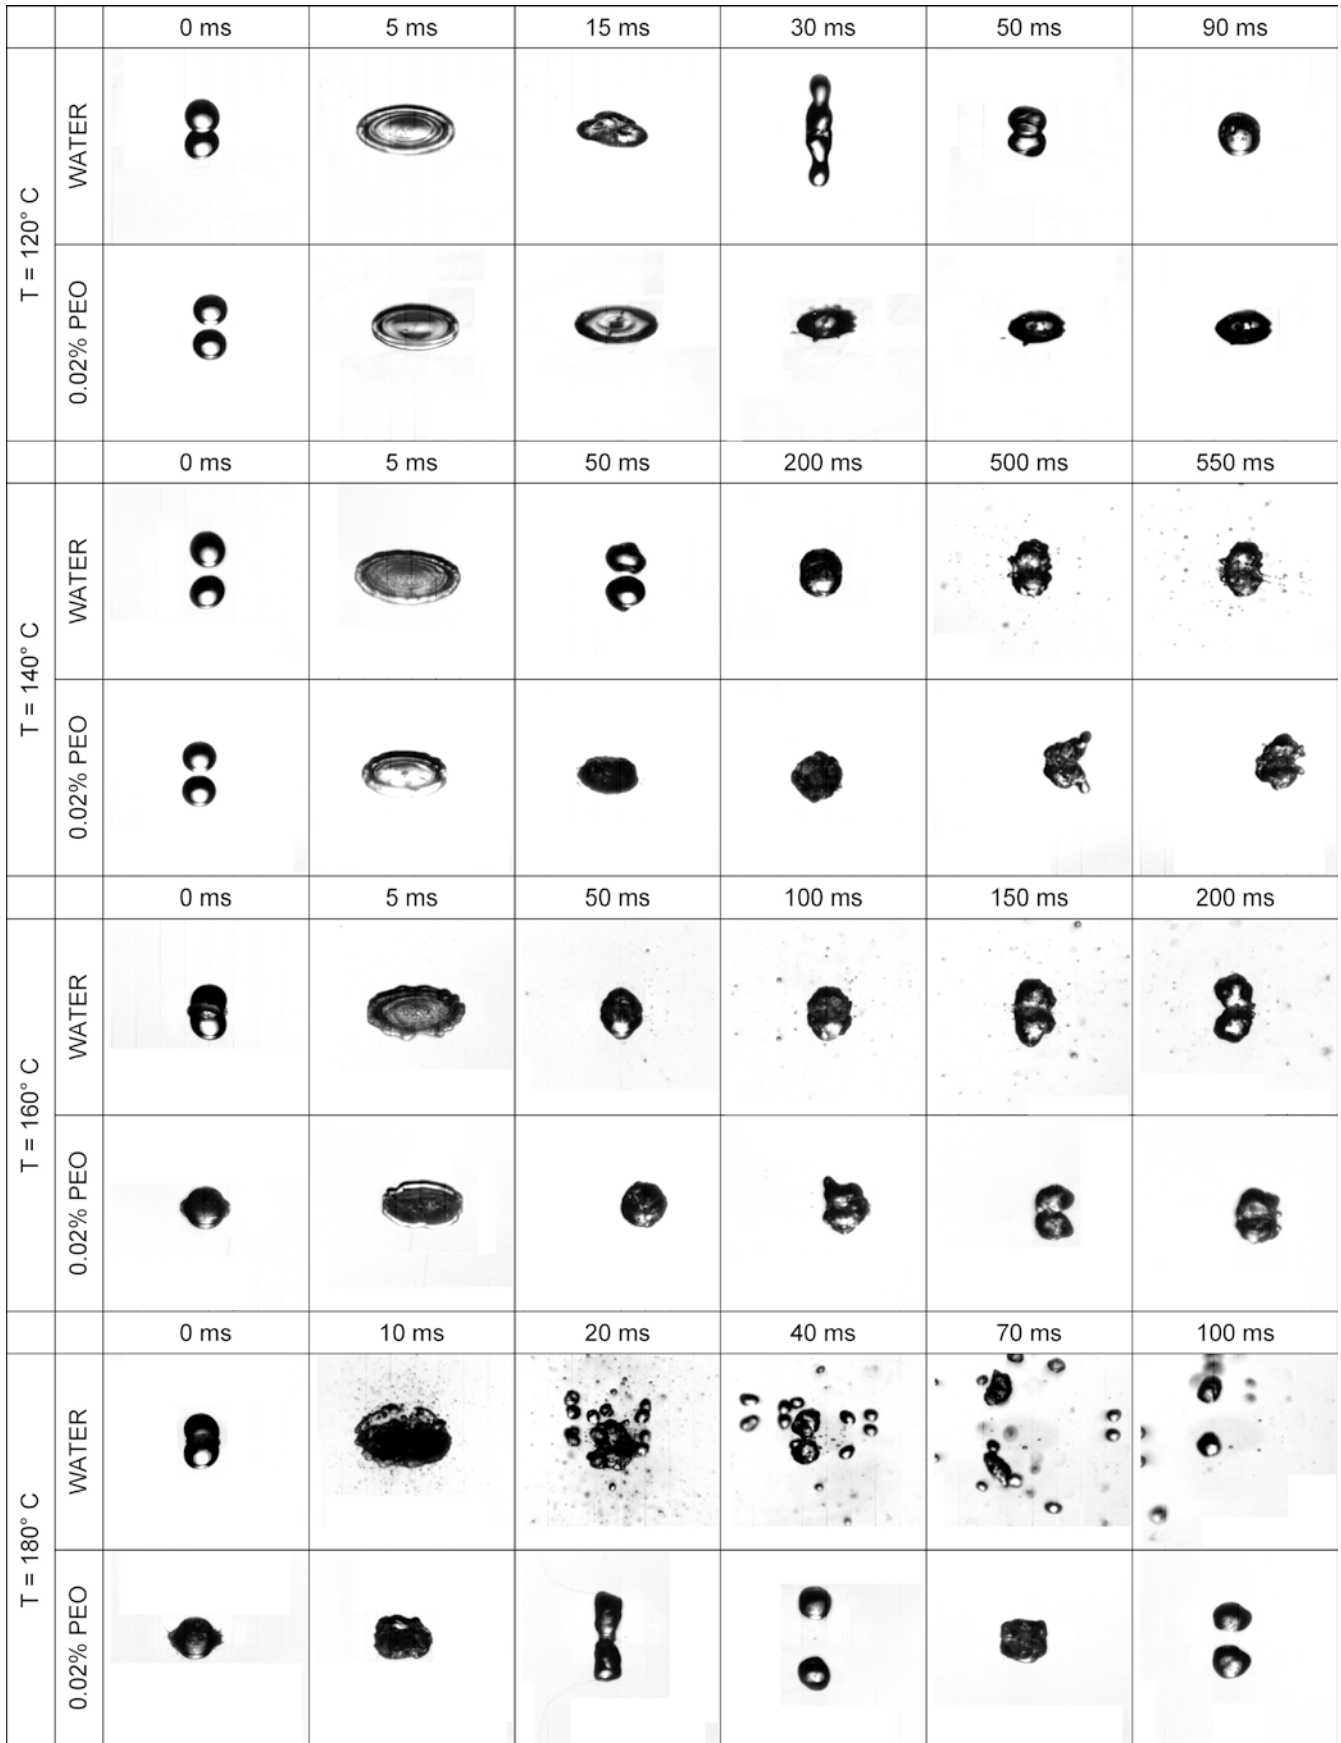 0 ms 5 ms 15 ms 30 ms 50 ms 90 ms
T = 120° C
WATER
0.02% PEO
0 ms 5 ms 50 ms 200 ms 500 ms 550 ms
T = 140° C
WATER
0.02% PEO
0 ms 5 ms 50 ms 100 ms 150 ms 200 ms
T = 160° C
WATER
0.02% PEO
0 ms 10 ms 20 ms 40 ms 70 ms 100 ms
T = 180° C
WATER
0.02% PEO